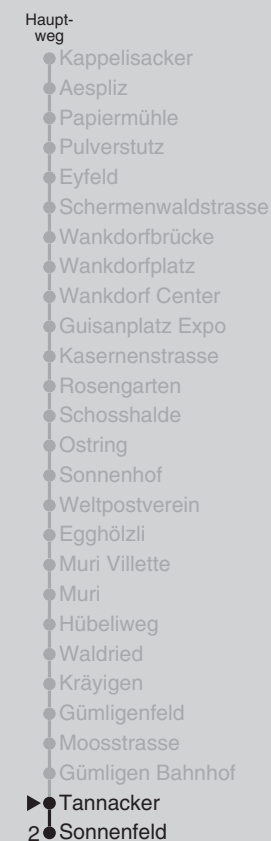 Haupt-
weg
Kappelisacker
Aespliz
Papiermühle
Pulverstutz
Eyfeld
Schermenwaldstrasse
Wankdorfbrücke
Wankdorfplatz
Wankdorf Center
Guisanplatz Expo
Kasernenstrasse
Rosengarten
Schosshalde
Ostring
Sonnenhof
Weltpostverein
Egghölzli
Muri Villette
Muri
Hübeliweg
Waldried
Kräyigen
Gümligenfeld
Moosstrasse
Gümligen Bahnhof
Tannacker
2 Sonnenfeld